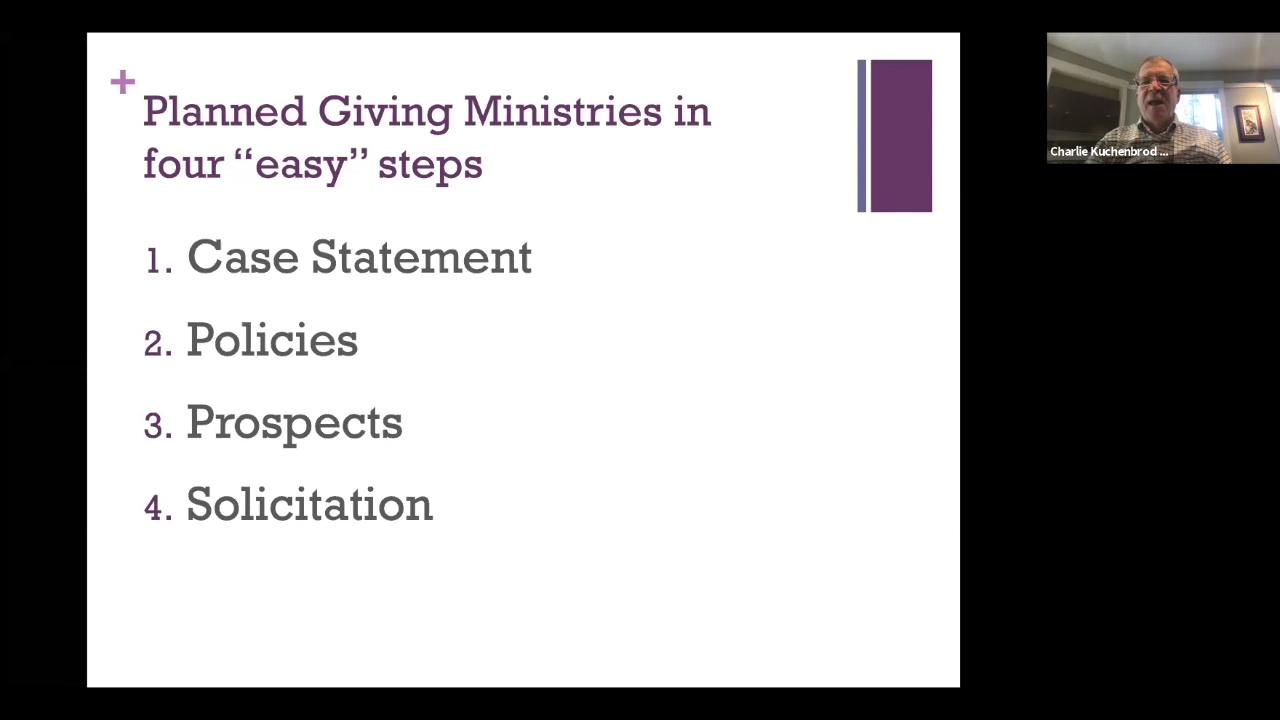 +
Planned Giving Ministries in
four “easy” steps
1. Case Statement
2. Policies
3. Prospects
4. Solicitation
Charlie Kuchenbrod ...